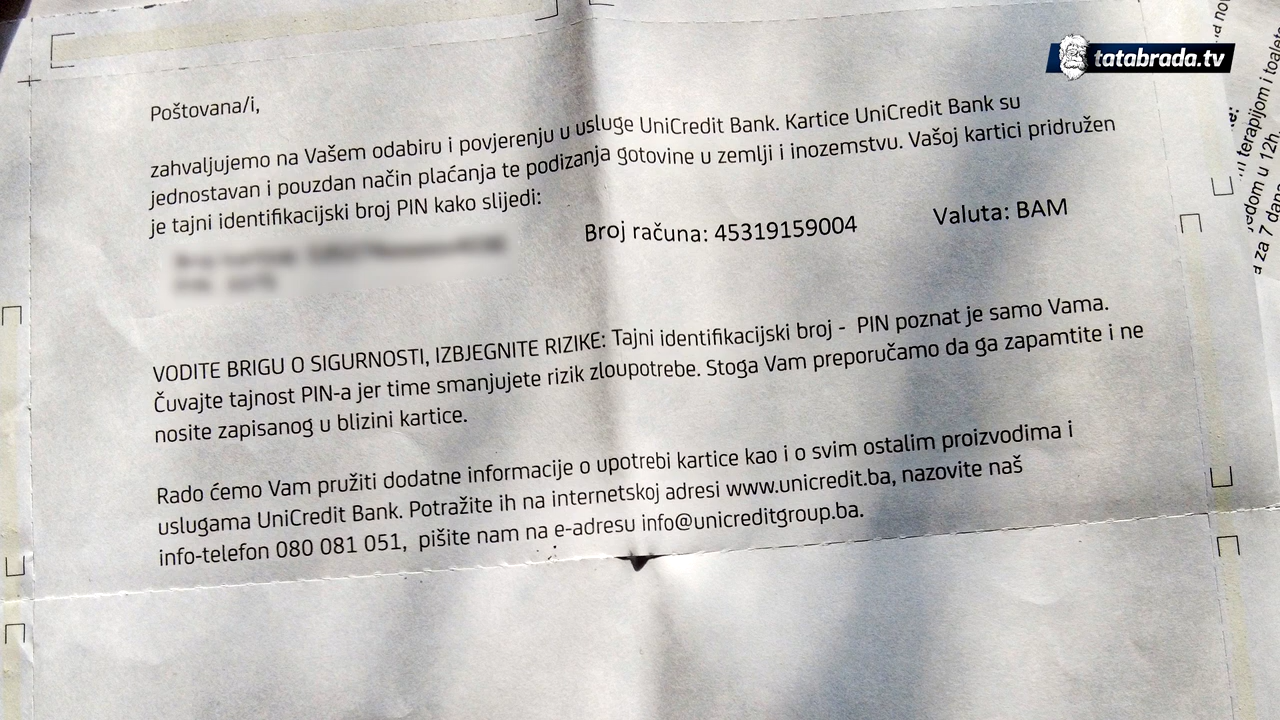 tatabrada.tv
Poštovana/i,
zahvaljujemo na Vašem odabiru i povjerenju u usluge UniCredit Bank. Kartice UniCredit Bank su
jednostavan i pouzdan način plaćanja te podizanja gotovine u zemlji i inozemstvu. Vašoj kartici pridružen
je tajni identifikacijski broj PIN kako slijedi:
Broj računa: 45319159004 Valuta: BAM
VODITE BRIGU O SIGURNOSTI, IZBJEGNITE RIZIKE: Tajni identifikacijski broj - PIN poznat je samo Vama.
Čuvajte tajnost PIN-a jer time smanjujete rizik zloupotrebe. Stoga Vam preporučamo da ga zapamtite i ne
nosite zapisanog u blizini kartice.
Rado ćemo Vam pružiti dodatne informacije o upotrebi kartice kao i o svim ostalim proizvodima i
uslugama UniCredit Bank. Potražite ih na internetskoj adresi www.unicredit.ba, nazovite naš
info-telefon 080 081 051, pišite nam na e-adresu info@unicreditgroup.ba.
terapijom i
u 12h
za 7